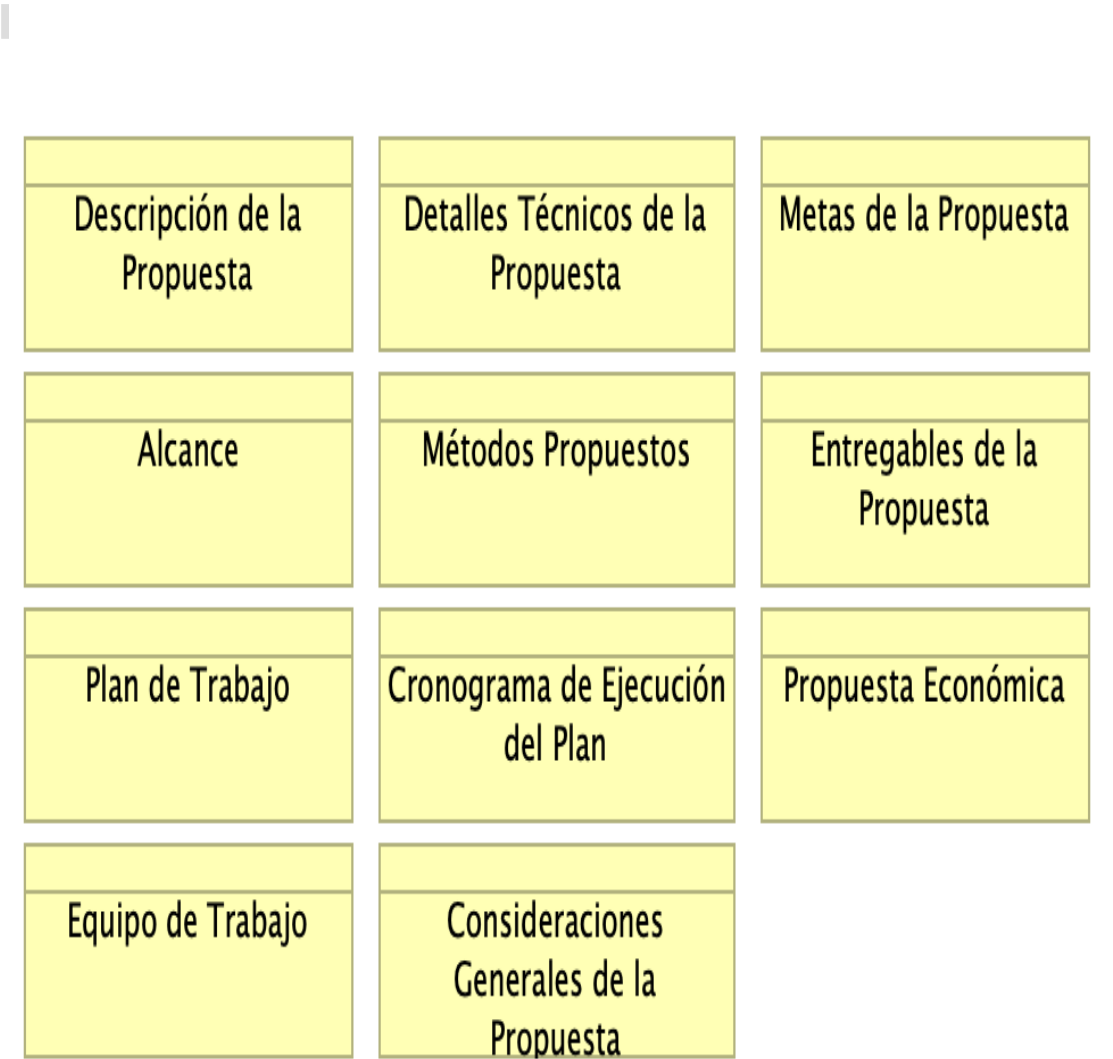 Descripción de la
Propuesta
Detalles Técnicos de la
Propuesta
Metas de la Propuesta
Alcance
Métodos Propuestos
Entregables de la
Propuesta
Plan de Trabajo
Cronograma de Ejecución
del Plan
Propuesta Económica
Equipo de Trabajo
Consideraciones
Generales de la
Propuesta